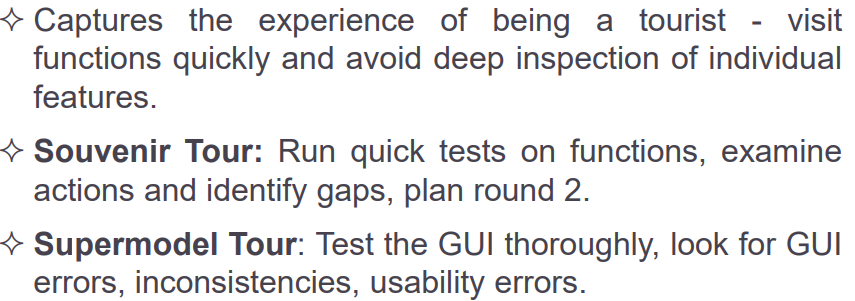 ✧ Captures the experience of being a tourist - visit
functions quickly and avoid deep inspection of individual
features.
✧ Souvenir Tour: Run quick tests on functions, examine
actions and identify gaps, plan round 2.
✧ Supermodel Tour: Test the GUI thoroughly, look for GUI
errors, inconsistencies, usability errors.